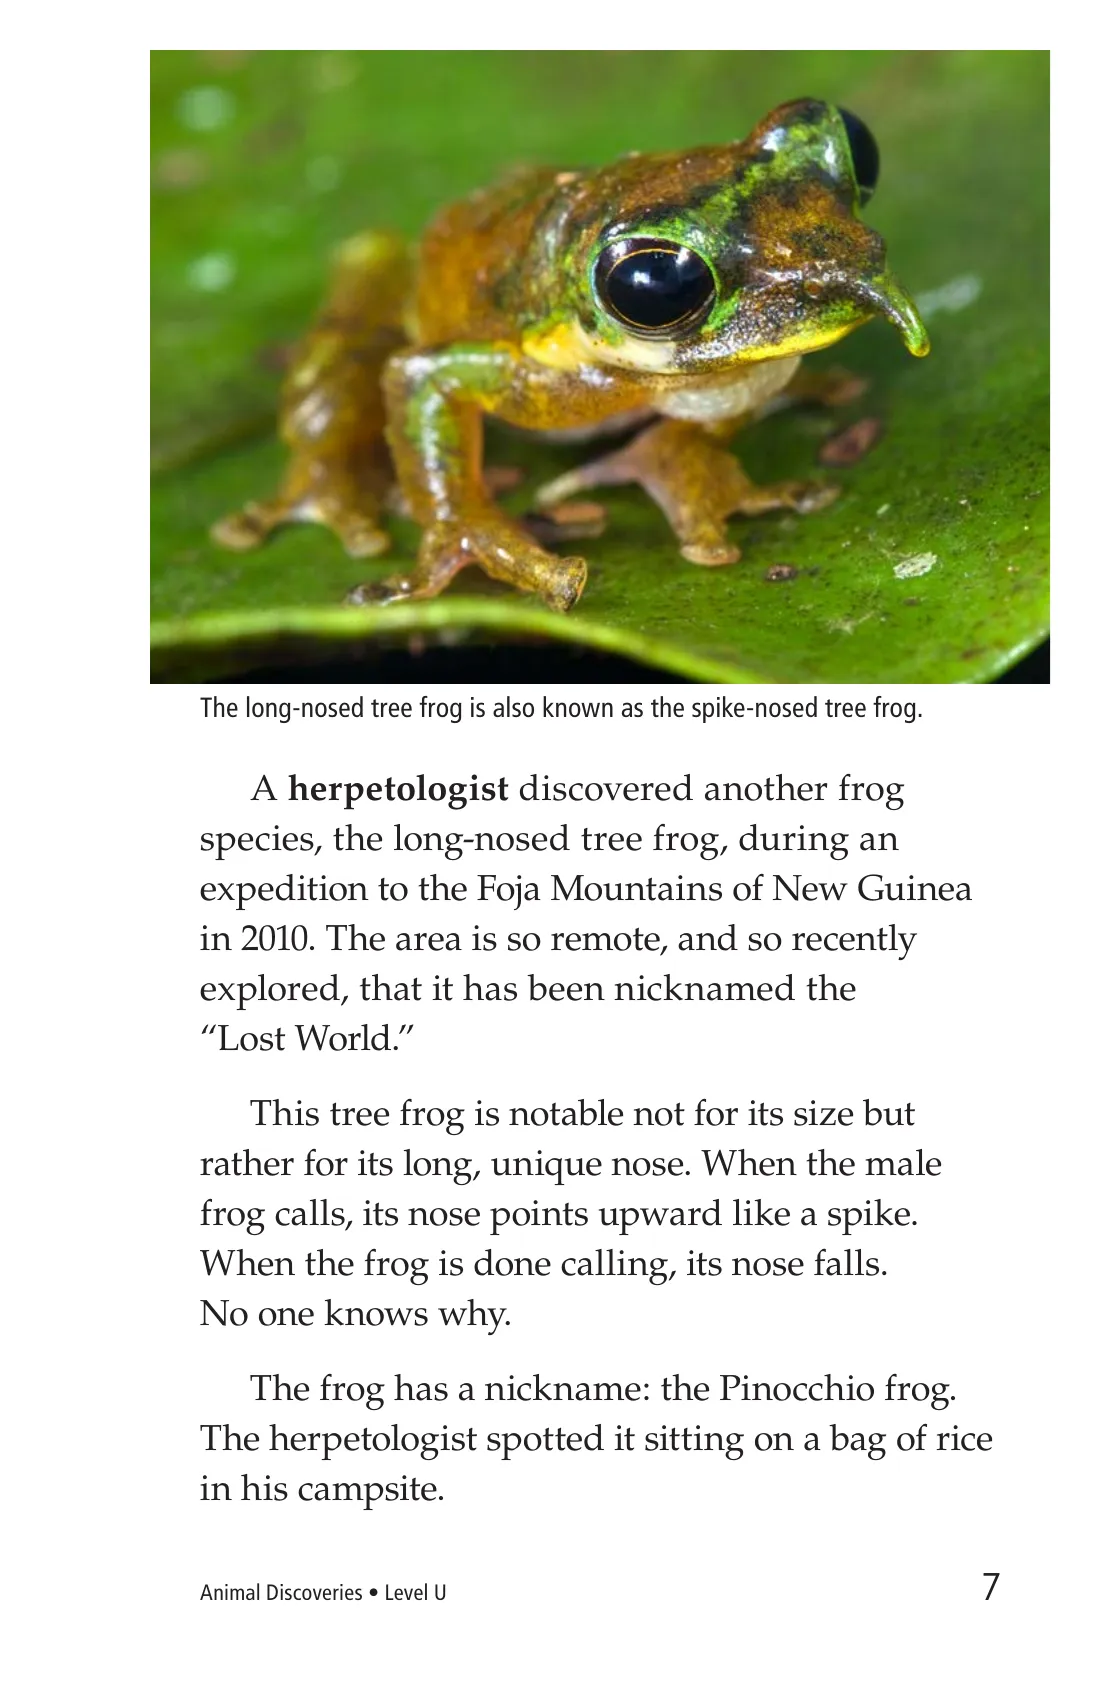 The long-nosed tree frog is also known as the spike-nosed tree frog.
A herpetologist discovered another frog
species, the long-nosed tree frog, during an
expedition to the Foja Mountains of New Guinea
in 2010. The area is so remote, and so recently
explored, that it has been nicknamed the
“Lost World.”
This tree frog is notable not for its size but
rather for its long, unique nose. When the male
frog calls, its nose points upward like a spike.
When the frog is done calling, its nose falls.
No one knows why.
The frog has a nickname: the Pinocchio frog.
The herpetologist spotted it sitting on a bag of rice
in his campsite.
Animal Discoveries • Level U
7